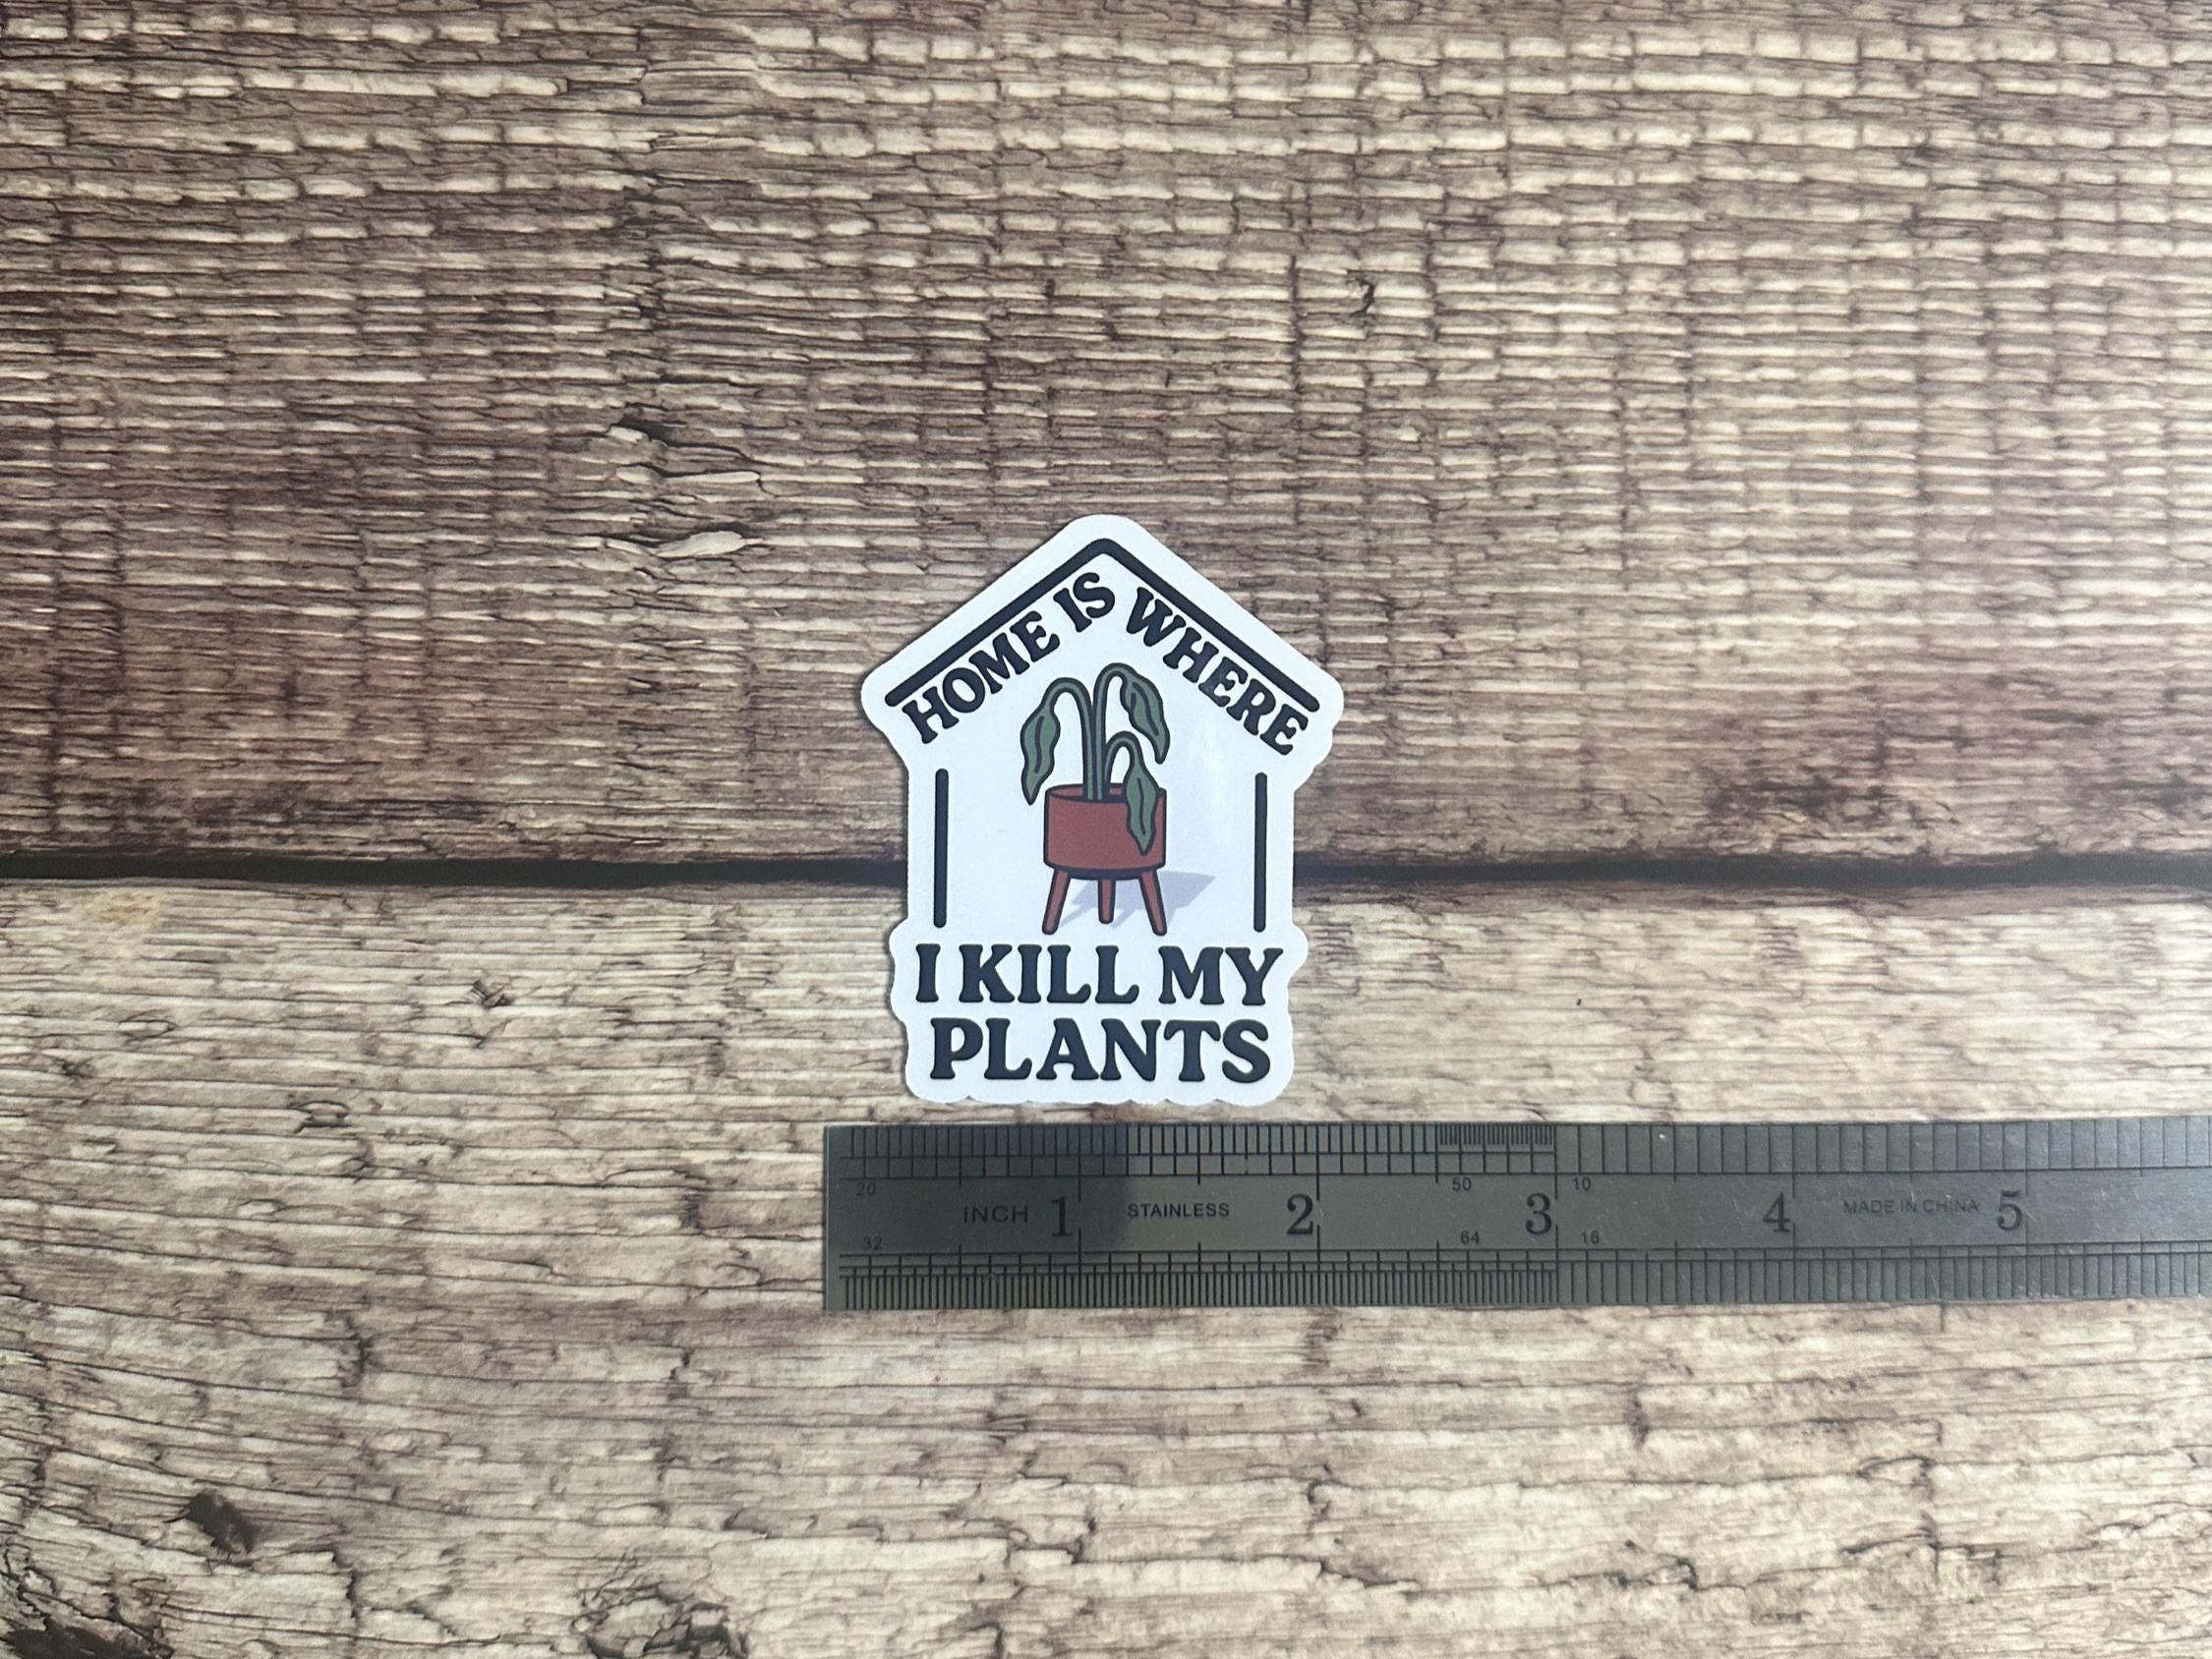 HOME IS WHERE
I KILL MY
PLANTS
20 50 10
INCH 1 STAINLESS 2 3 4 MADE IN CHINA 5
32 64 16